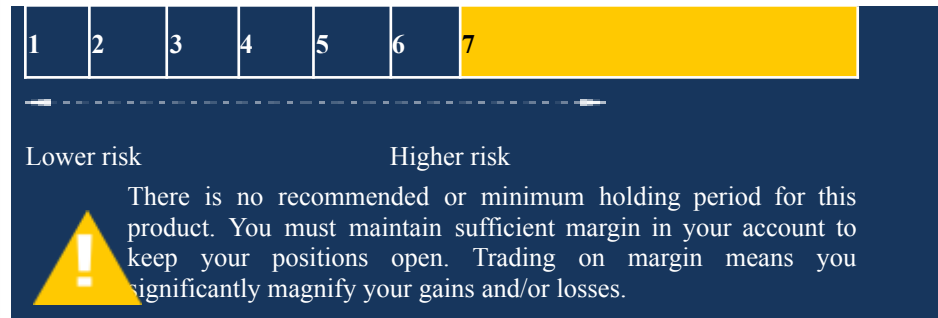 1 2 3 4 5 6 7
Lower risk Higher risk
There is no recommended or minimum holding period for this
product. You must maintain sufficient margin in your account to
keep your positions open. Trading on margin means you
significantly magnify your gains and/or losses.